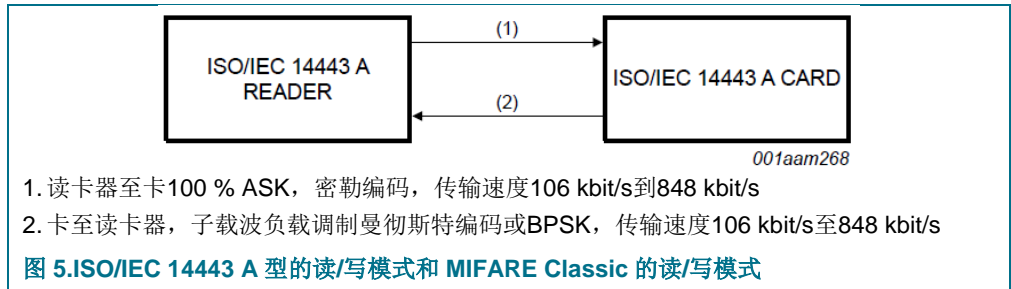 (1)
ISO/IEC 14443 A
READER
ISO/IEC 14443 A CARD
(2)
001aam268
1. 读卡器至卡100 % ASK，密勒编码，传输速度106 kbit/s到848 kbit/s
2. 卡至读卡器，子载波负载调制曼彻斯特编码或BPSK，传输速度106 kbit/s至848 kbit/s
图 5.ISO/IEC 14443 A 型的读/写模式和 MIFARE Classic 的读/写模式